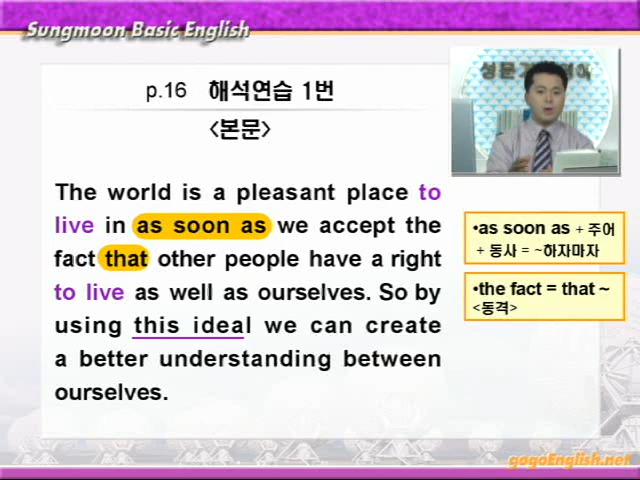 Sungmoon Basic English
p.16 해석연습 1번
<본문>
The world is a pleasant place to
live in as soon as we accept the
fact that other people have a right
to live as well as ourselves. So by
using this ideal we can create
a better understanding between
ourselves.
•as soon as + 주어
+ 동사 = ~하자마자
•the fact = that ~
<동격>
gogoEnglish.net